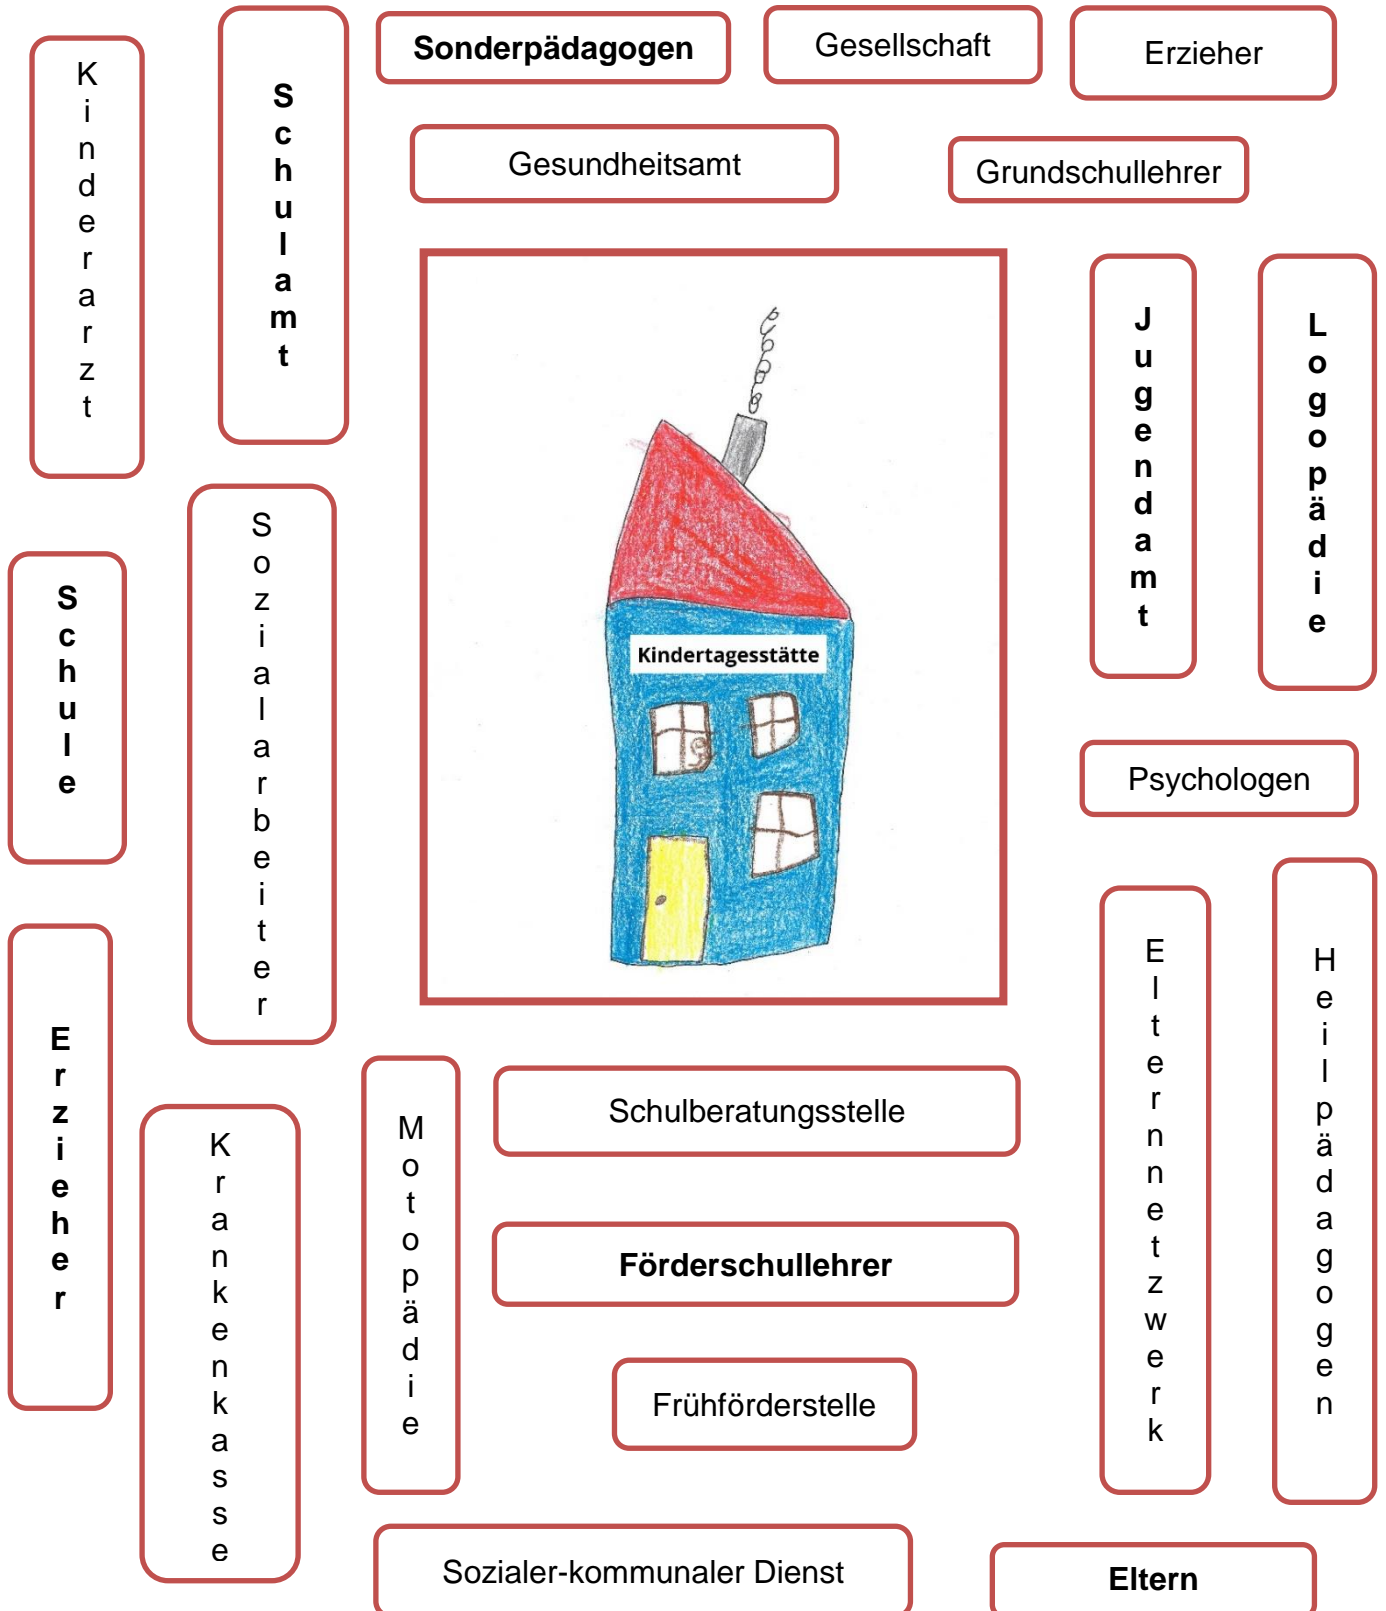 Sonderpädagogen
Gesellschaft
Erzieher
Kinderarzt
Schulamt
Gesundheitsamt
Grundschullehrer
Jugendamt
Logopädie
Sozialarbeiter
Schule
Kindertagesstätte
Psychologen
Erzieher
Elternnetzwerk
Heilpädagogen
Krankenkasse
Motopädie
Schulberatungsstelle
Förderschullehrer
Frühförderstelle
Sozialer-kommunaler Dienst
Eltern